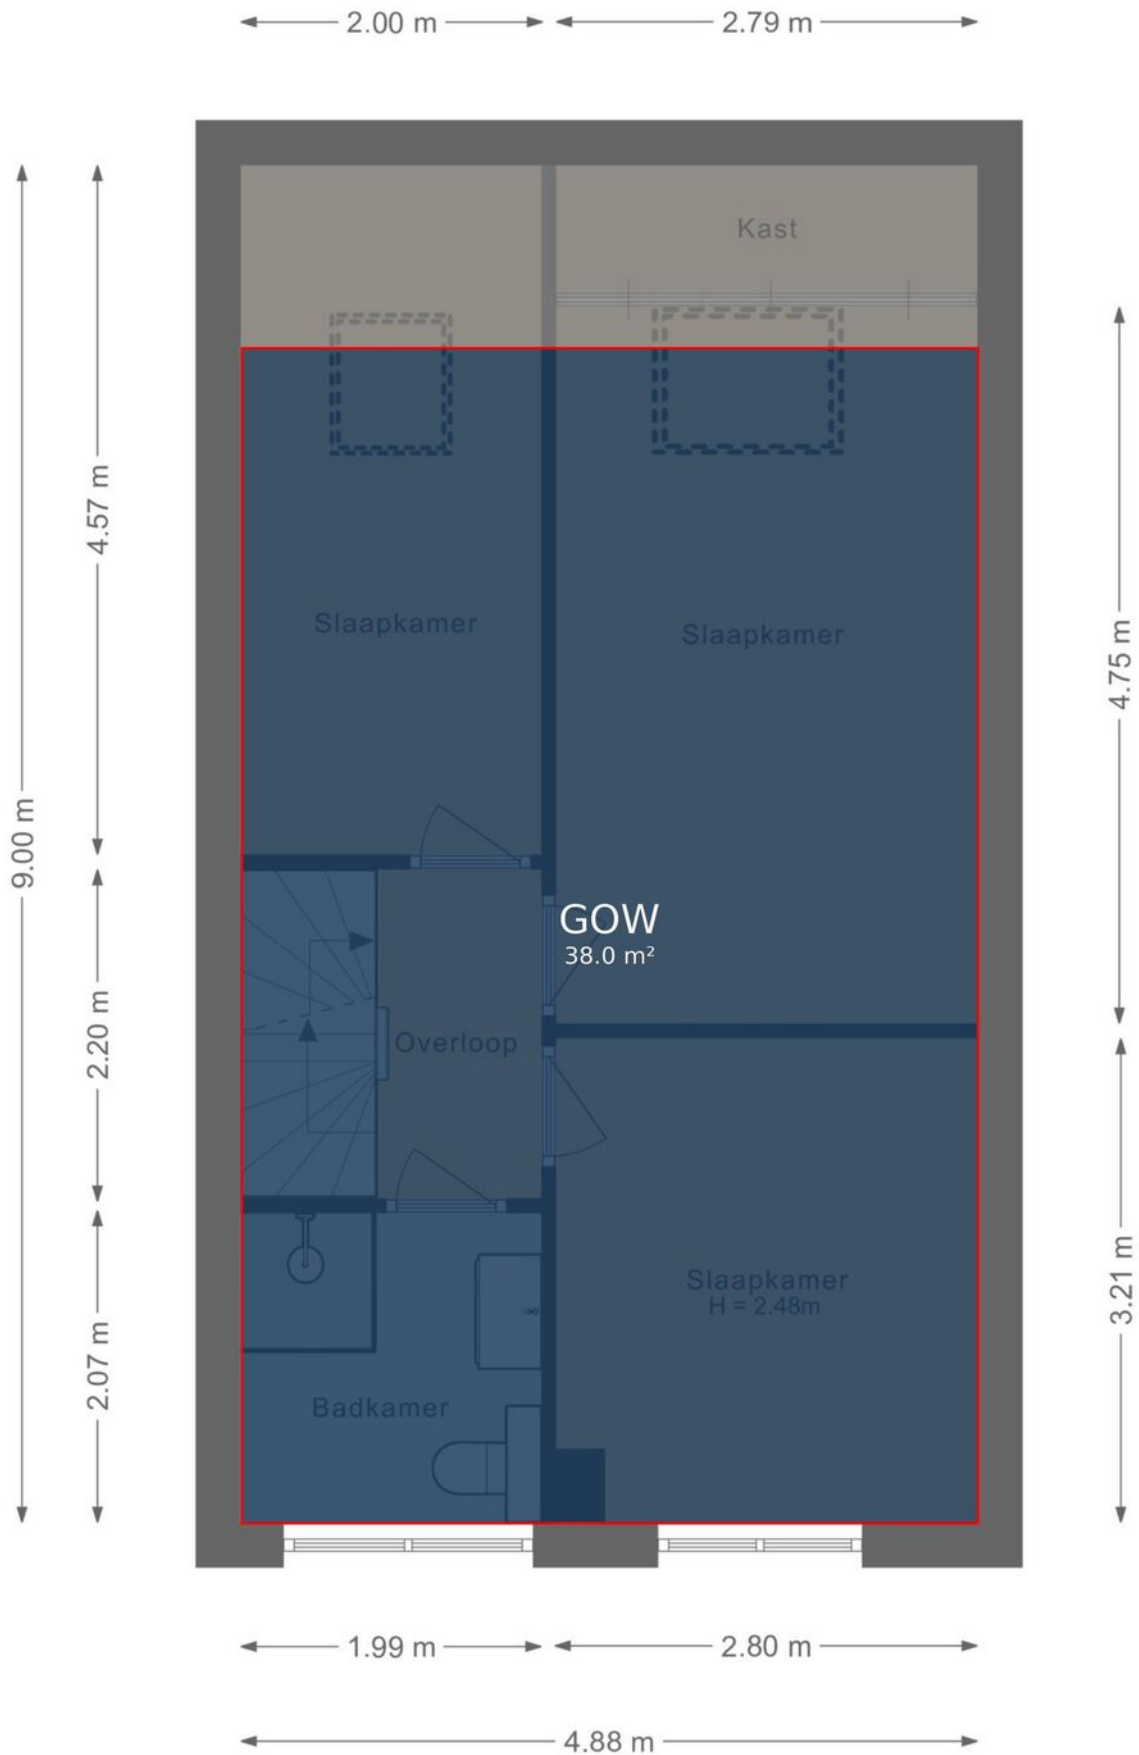 2.00 m
2.79 m
Kast
4.57 m
9.00 m
4.75 m
Slaapkamer
Slaapkamer
GOW
38.0 m²
2.20 m
Overloop
Slaapkamer
H = 2.48m
3.21 m
2.07 m
Badkamer
1.99 m
2.80 m
4.88 m